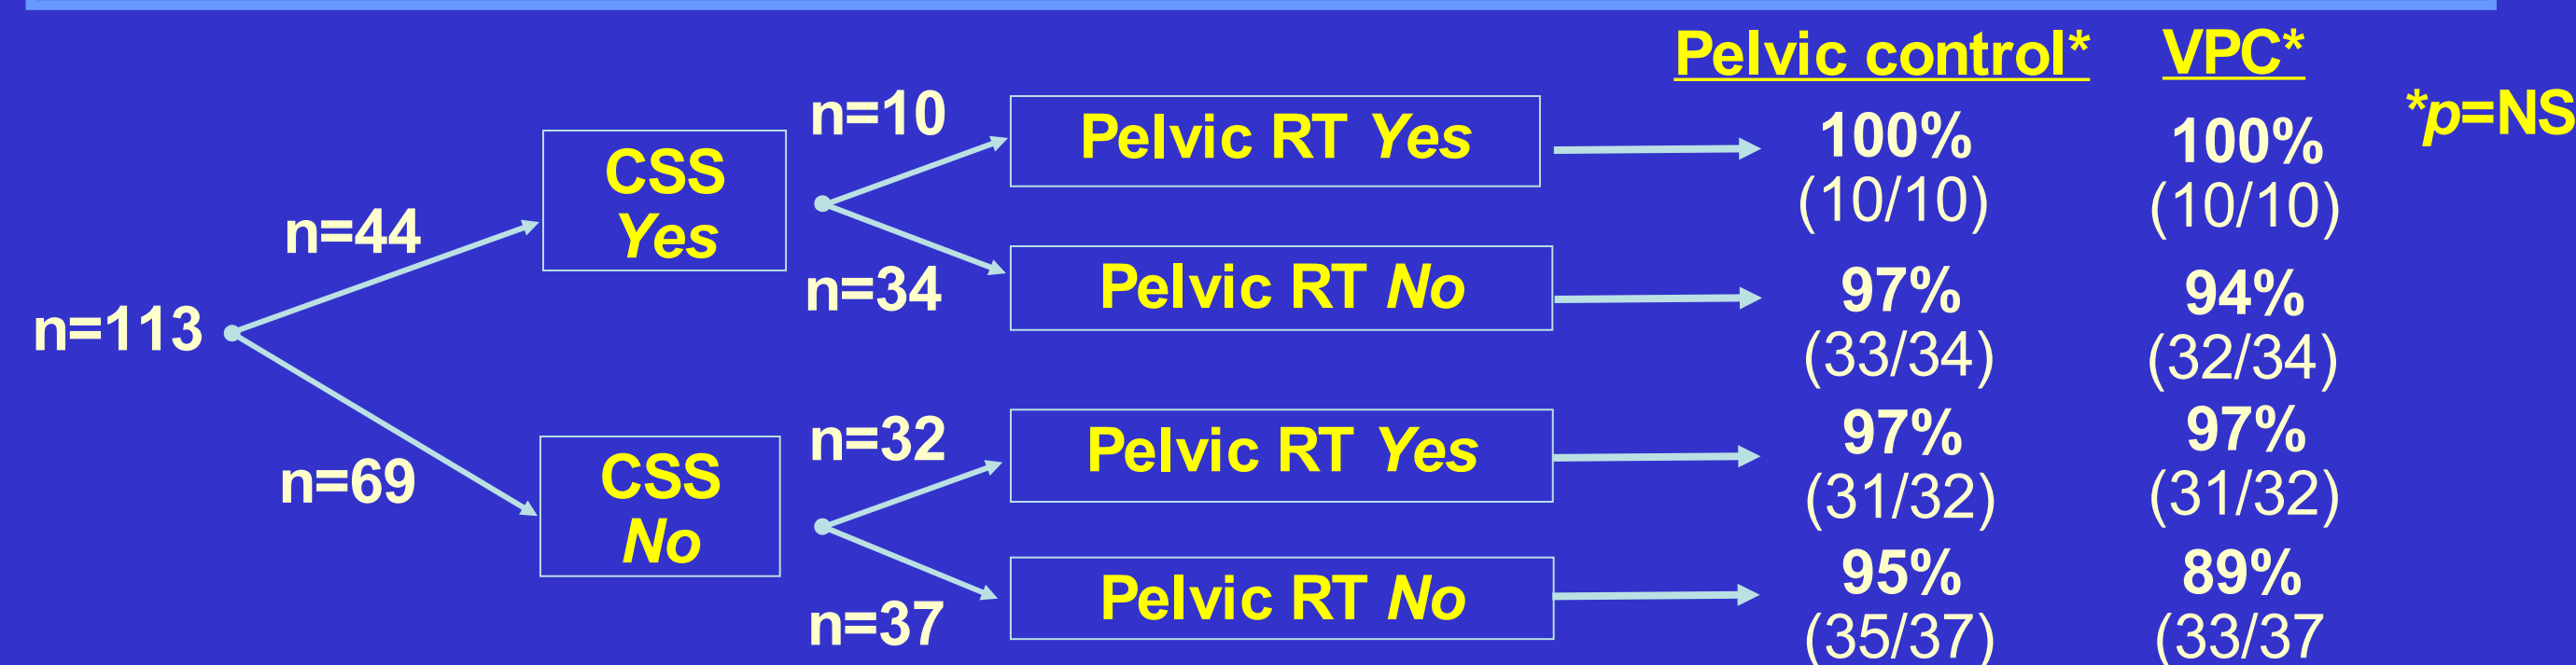 Pelvic control* VPC*
*p=NS
n=113
n=44
CSS
Yes
n=10
Pelvic RT Yes
100%
(10/10)
100%
(10/10)
n=34
Pelvic RT No
97%
(33/34)
94%
(32/34)
n=69
CSS
No
n=32
Pelvic RT Yes
97%
(31/32)
97%
(31/32)
n=37
Pelvic RT No
95%
(35/37)
89%
(33/37